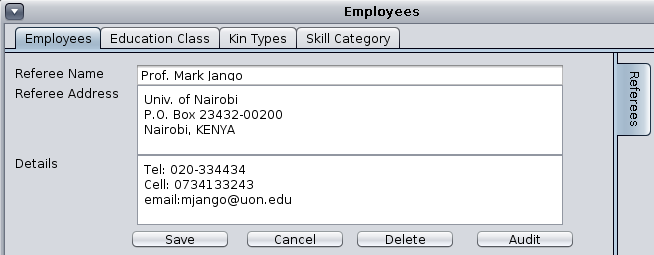 Employees
Employees Education Class Kin Types Skill Category
Referee Name Prof. Mark Jango
Referee Address Univ. of Nairobi
P.O. Box 23432-00200
Nairobi, KENYA
Details Tel: 020-334434
Cell: 0734133243
email:mjango@uon.edu
Save Cancel Delete Audit
Referees